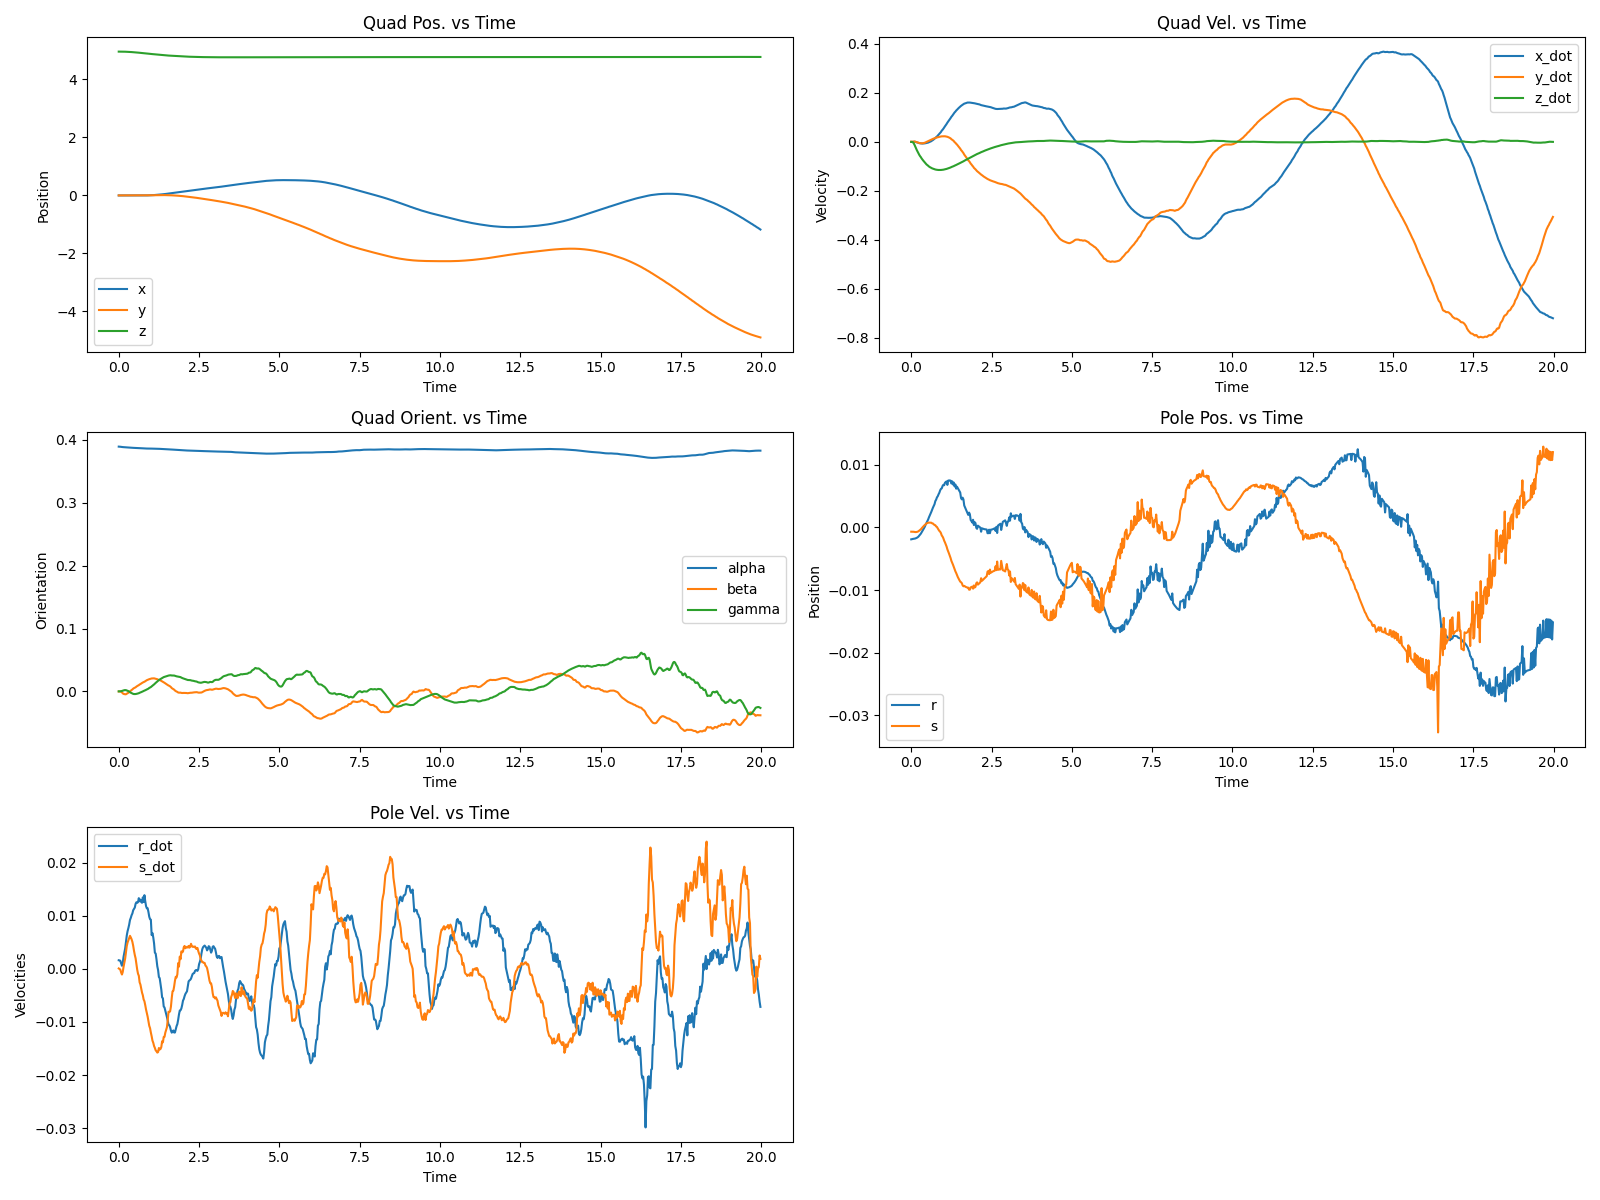 Quad Pos. vs Time
Position
4
2
0
−2
−4
x
y
z
0.0 2.5 5.0 7.5 10.0 12.5 15.0 17.5 20.0
Time
Quad Vel. vs Time
Velocity
0.4
0.2
0.0
−0.2
−0.4
−0.6
−0.8
x_dot
y_dot
z_dot
0.0 2.5 5.0 7.5 10.0 12.5 15.0 17.5 20.0
Time
Quad Orient. vs Time
Orientation
0.4
0.3
0.2
0.1
0.0
alpha
beta
gamma
0.0 2.5 5.0 7.5 10.0 12.5 15.0 17.5 20.0
Time
Pole Pos. vs Time
Position
0.01
0.00
−0.01
−0.02
−0.03
r
s
0.0 2.5 5.0 7.5 10.0 12.5 15.0 17.5 20.0
Time
Pole Vel. vs Time
Velocities
0.02
0.01
0.00
−0.01
−0.02
−0.03
r_dot
s_dot
0.0 2.5 5.0 7.5 10.0 12.5 15.0 17.5 20.0
Time